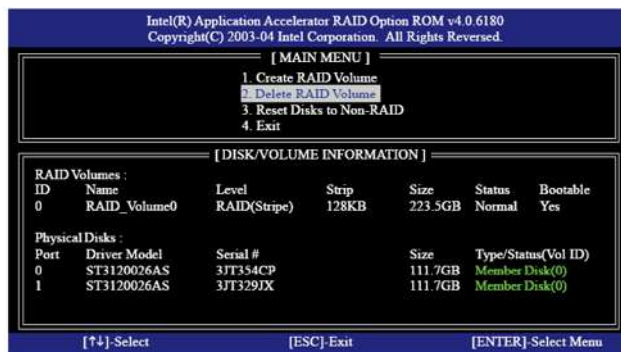 Intel(R) Application Accelerator RAID Option ROM v4.0.6180
Copyright(C) 2003-04 Intel Corporation. All Rights Reversed.
[ MAIN MENU ]
1. Create RAID Volume
2. Delete RAID Volume
3. Reset Disks to Non-RAID
4. Exit
[ DISK/VOLUME INFORMATION ]
RAID Volumes :
ID Name Level Strip Size Status Bootable
0 RAID_Volume0 RAID(Stripe) 128KB 223.5GB Normal Yes
Physical Disks :
Port Driver Model Serial # Size Type/Status(Vol ID)
0 ST3120026AS 3JT354CP 111.7GB Member Disk(0)
1 ST3120026AS 3JT329JX 111.7GB Member Disk(0)
[↑↓]-Select [ESC]-Exit [ENTER]-Select Menu